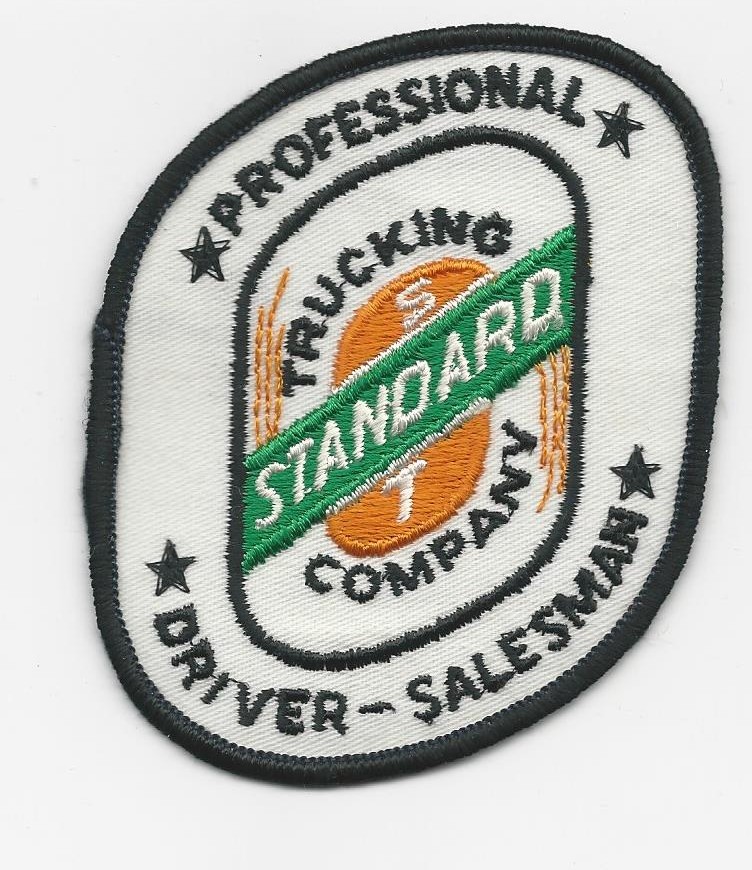 PROFESSIONAL
TRUCKING
S
STANDARD
T
COMPANY
DRIVER - SALESMAN